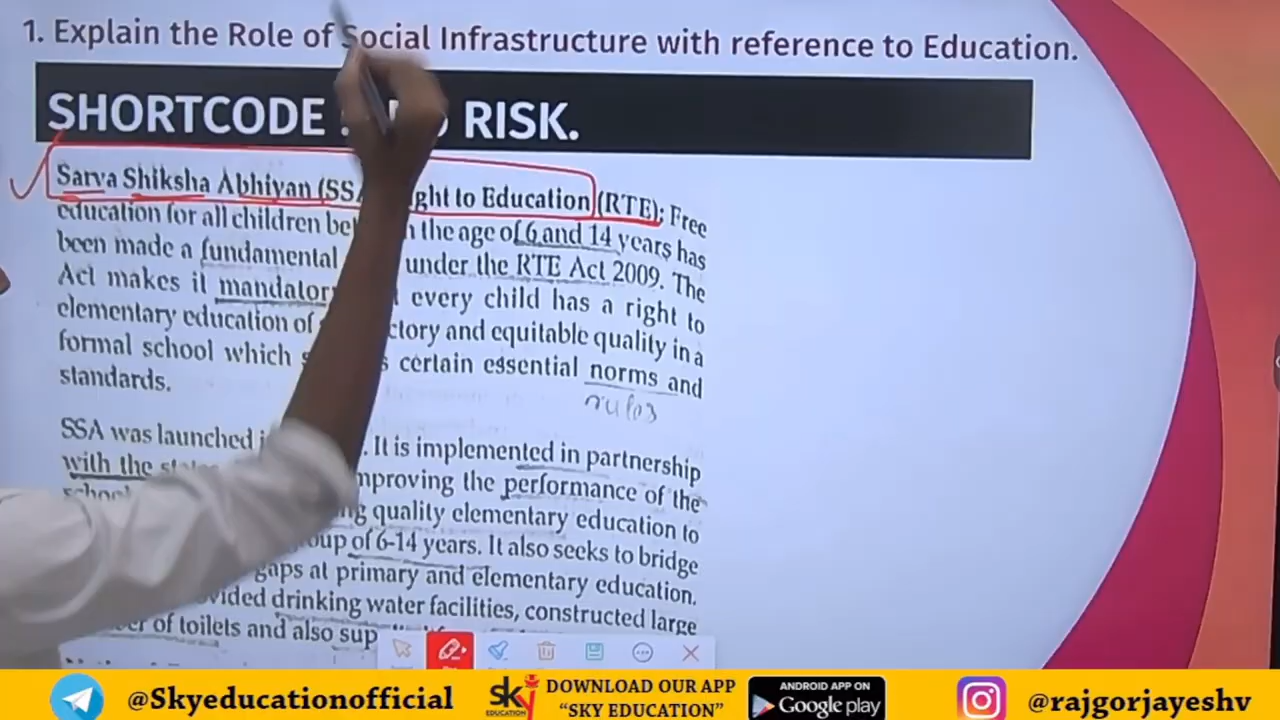 1. Explain the Role of Social Infrastructure with reference to Education.
SHORTCODE RISK.
Sarva Shiksha Abhiyan (SSA ght to Education (RTE); Free
education for all children be the age of 6 and 14 years has
been made a fundamental under the RTE Act 2009. The
Act makes it mandator every child has a right to
elementary education of ctory and equitable quality in a
formal school which s certain essential norms and
standards.
rules
SSA was launched i . It is implemented in partnership
with the stat mproving the performance of the
school ng quality elementary education to
oup of 6-14 years. It also seeks to bridge
gaps at primary and elementary education.
vided drinking water facilities, constructed large
er of toilets and also sup
@Skyeducationofficial
sky
EDUCATION
DOWNLOAD OUR APP
"SKY EDUCATION"
ANDROID APP ON
Google play
@rajgorjayeshv